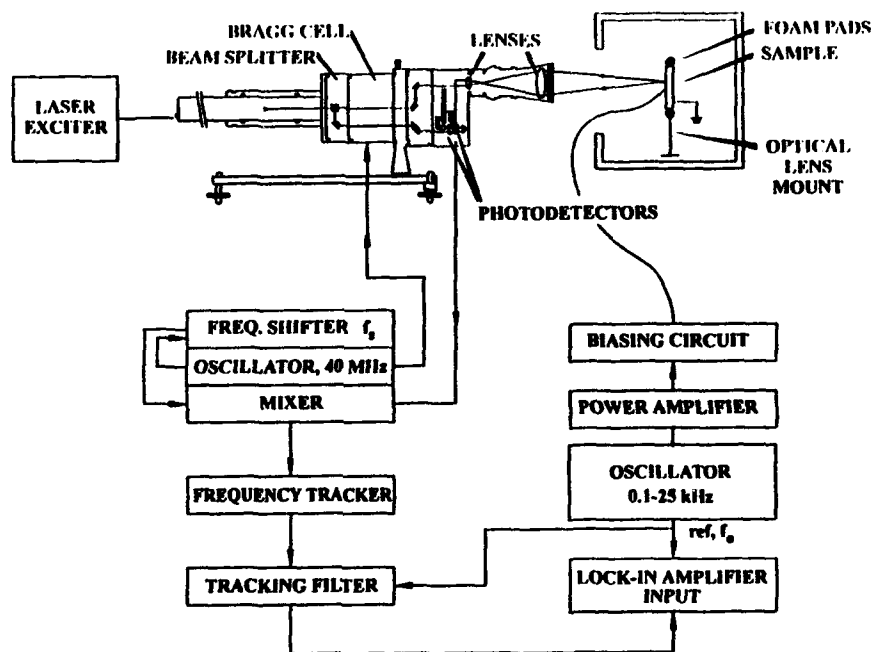 BRAGG CELL
BEAM SPLITTER
LENSES
FOAM PADS
SAMPLE
LASER
EXCITER
OPTICAL
LENS
MOUNT
PHOTODETECTORS
FREQ. SHIFTER fs
OSCILLATOR, 40 MHz
MIXER
BIASING CIRCUIT
POWER AMPLIFIER
OSCILLATOR
0.1-25 kHz
FREQUENCY TRACKER
ref, fo
TRACKING FILTER
LOCK-IN AMPLIFIER
INPUT